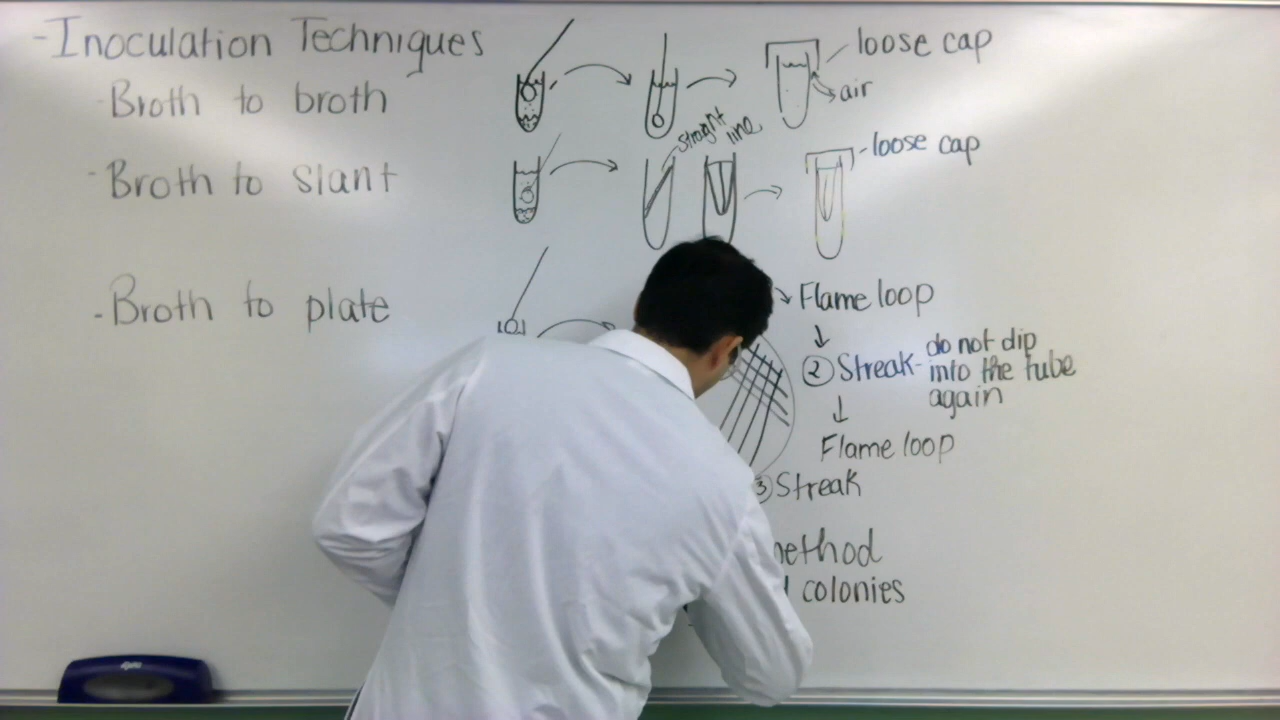 -Inoculation Techniques
loose cap
air
- Broth to broth
straight line
- Broth to slant
loose cap
- Broth to plate
Flame loop
② Streak- do not dip
into the tube
again
Flame loop
③ Streak
colonies